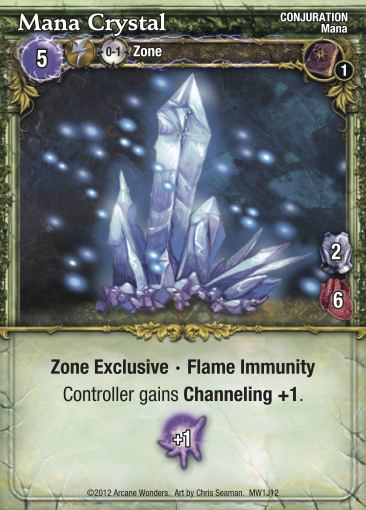 Mana Crystal
CONJURATION
Mana
5
0-1 Zone
1
2
6
Zone Exclusive · Flame Immunity
Controller gains Channeling +1.
+1
©2012 Arcane Wonders. Art by Chris Seaman. MW1J12